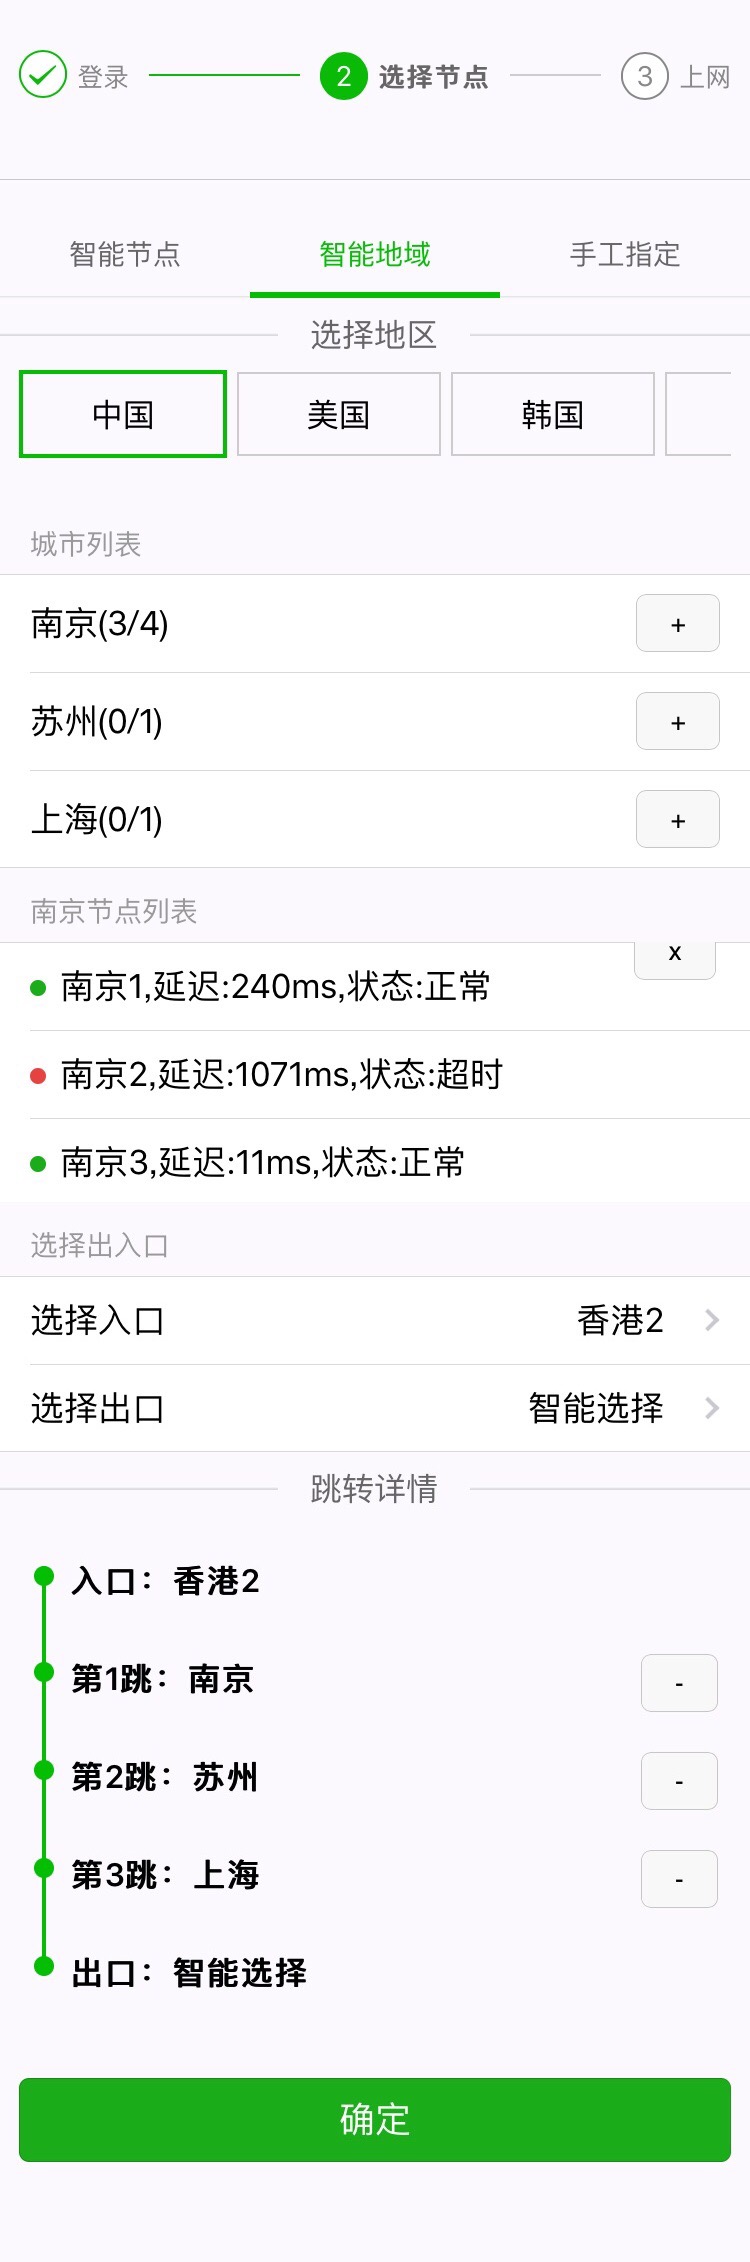 登录 2 选择节点 3 上网
智能节点 智能地域 手工指定
选择地区
中国 美国 韩国
城市列表
南京(3/4) +
苏州(0/1) +
上海(0/1) +
南京节点列表
x
南京1,延迟:240ms,状态:正常
南京2,延迟:1071ms,状态:超时
南京3,延迟:11ms,状态:正常
选择出入口
选择入口 香港2
选择出口 智能选择
跳转详情
入口：香港2
第1跳：南京 -
第2跳：苏州 -
第3跳：上海 -
出口：智能选择
确定